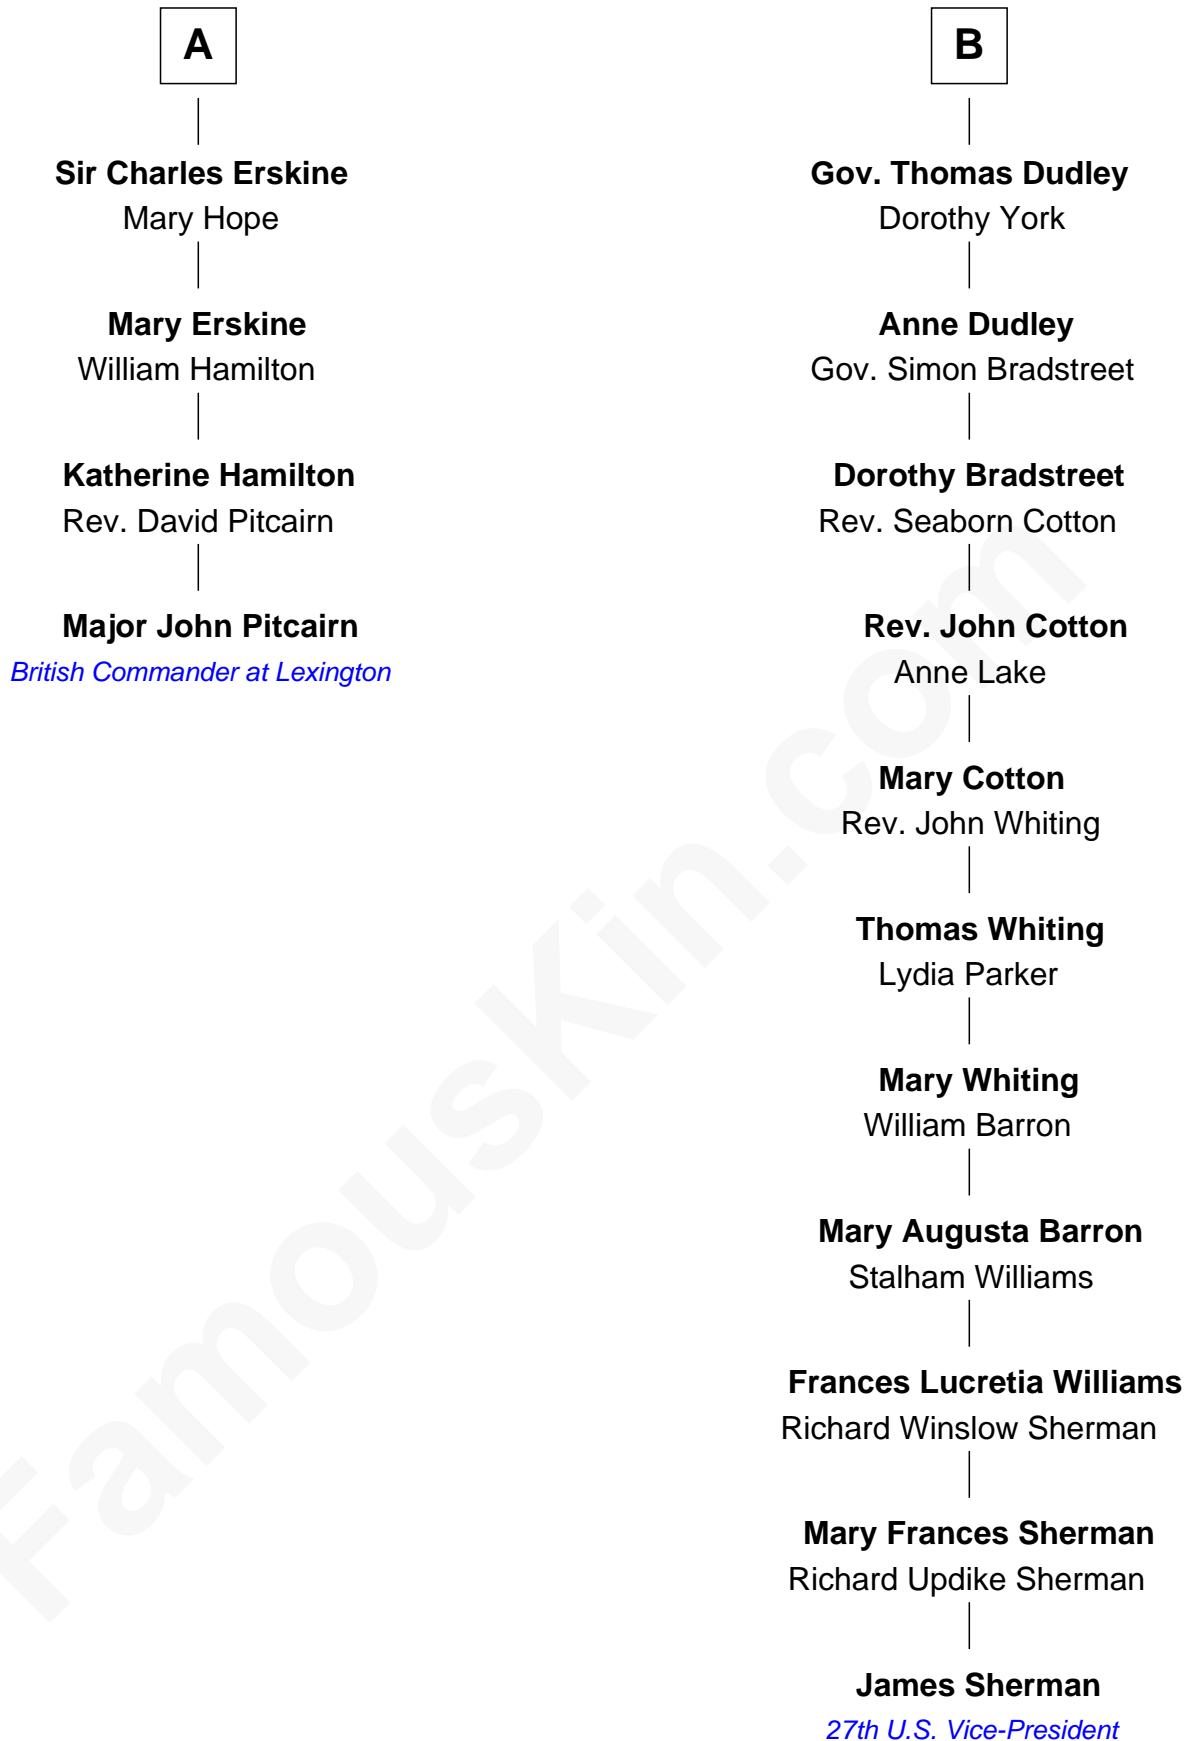 A
Sir Charles Erskine
Mary Hope
Mary Erskine
William Hamilton
Katherine Hamilton
Rev. David Pitcairn
Major John Pitcairn
British Commander at Lexington
B
Gov. Thomas Dudley
Dorothy York
Anne Dudley
Gov. Simon Bradstreet
Dorothy Bradstreet
Rev. Seaborn Cotton
Rev. John Cotton
Anne Lake
Mary Cotton
Rev. John Whiting
Thomas Whiting
Lydia Parker
Mary Whiting
William Barron
Mary Augusta Barron
Stalham Williams
Frances Lucretia Williams
Richard Winslow Sherman
Mary Frances Sherman
Richard Updike Sherman
James Sherman
27th U.S. Vice-President
FamousKin.com